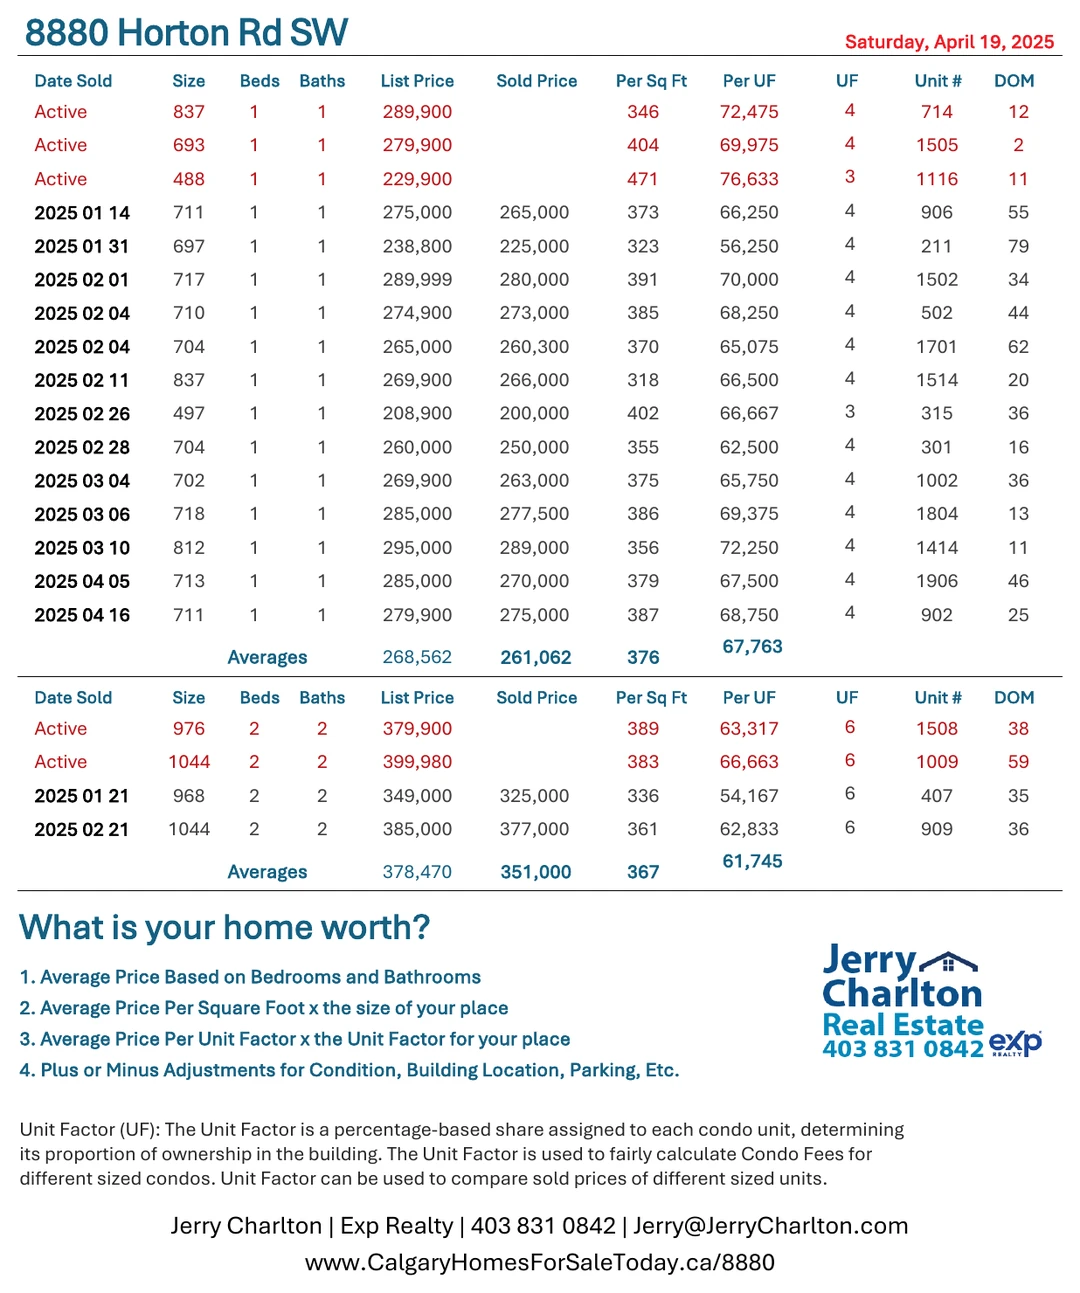 8880 Horton Rd SW
Saturday, April 19, 2025
Date Sold Size Beds Baths List Price Sold Price Per Sq Ft Per UF UF Unit # DOM
Active 837 1 1 289,900 346 72,475 4 714 12
Active 693 1 1 279,900 404 69,975 4 1505 2
Active 488 1 1 229,900 471 76,633 3 1116 11
2025 01 14 711 1 1 275,000 265,000 373 66,250 4 906 55
2025 01 31 697 1 1 238,800 225,000 323 56,250 4 211 79
2025 02 01 717 1 1 289,999 280,000 391 70,000 4 1502 34
2025 02 04 710 1 1 274,900 273,000 385 68,250 4 502 44
2025 02 04 704 1 1 265,000 260,300 370 65,075 4 1701 62
2025 02 11 837 1 1 269,900 266,000 318 66,500 4 1514 20
2025 02 26 497 1 1 208,900 200,000 402 66,667 3 315 36
2025 02 28 704 1 1 260,000 250,000 355 62,500 4 301 16
2025 03 04 702 1 1 269,900 263,000 375 65,750 4 1002 36
2025 03 06 718 1 1 285,000 277,500 386 69,375 4 1804 13
2025 03 10 812 1 1 295,000 289,000 356 72,250 4 1414 11
2025 04 05 713 1 1 285,000 270,000 379 67,500 4 1906 46
2025 04 16 711 1 1 279,900 275,000 387 68,750 4 902 25
Averages 268,562 261,062 376 67,763
Date Sold Size Beds Baths List Price Sold Price Per Sq Ft Per UF UF Unit # DOM
Active 976 2 2 379,900 389 63,317 6 1508 38
Active 1044 2 2 399,980 383 66,663 6 1009 59
2025 01 21 968 2 2 349,000 325,000 336 54,167 6 407 35
2025 02 21 1044 2 2 385,000 377,000 361 62,833 6 909 36
Averages 378,470 351,000 367 61,745
What is your home worth?
1. Average Price Based on Bedrooms and Bathrooms
2. Average Price Per Square Foot x the size of your place
3. Average Price Per Unit Factor x the Unit Factor for your place
4. Plus or Minus Adjustments for Condition, Building Location, Parking, Etc.
Jerry
Charlton
Real Estate
403 831 0842 exp
REALTY
Unit Factor (UF): The Unit Factor is a percentage-based share assigned to each condo unit, determining
its proportion of ownership in the building. The Unit Factor is used to fairly calculate Condo Fees for
different sized condos. Unit Factor can be used to compare sold prices of different sized units.
Jerry Charlton | Exp Realty | 403 831 0842 | Jerry@JerryCharlton.com
www.CalgaryHomesForSaleToday.ca/8880